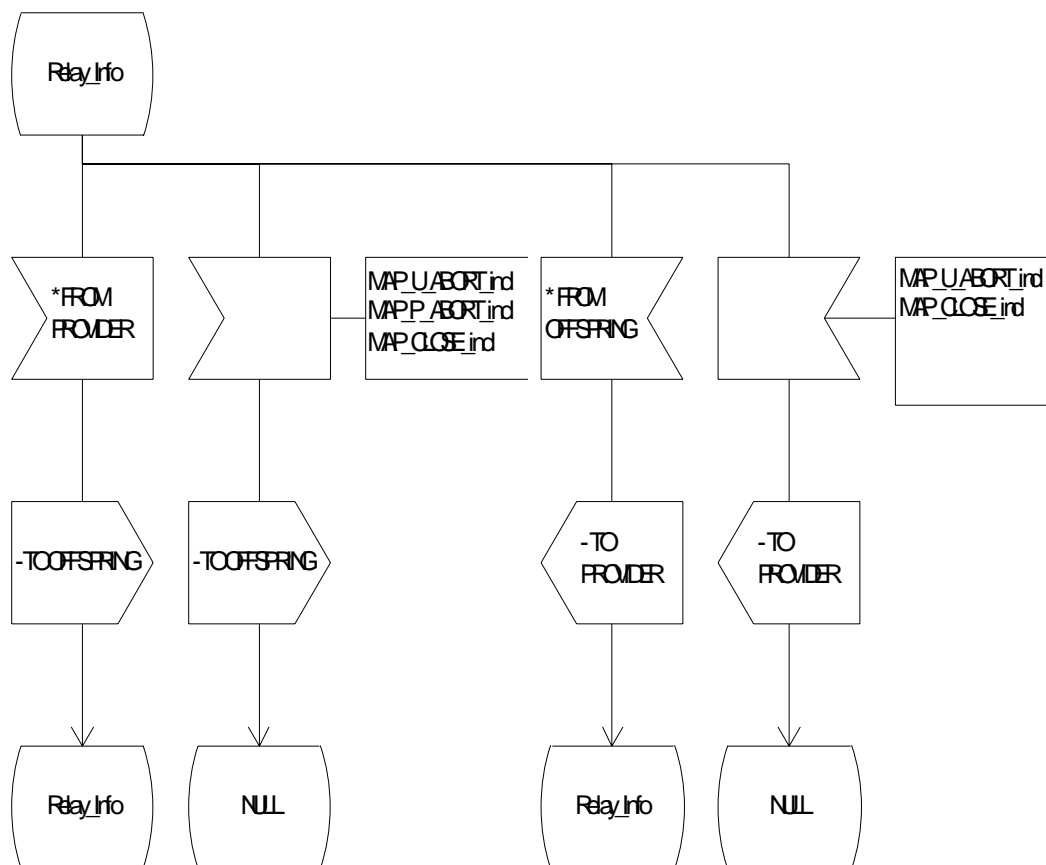 Relay_Info
*FROM
PROVIDER
MAP_U_ABORT_ind
MAP_P_ABORT_ind
MAP_CLOSE_ind
* FROM
OFFSPRING
MAP_U_ABORT_ind
MAP_CLOSE_ind
-TO OFFSPRING
-TO OFFSPRING
-TO
PROVIDER
-TO
PROVIDER
Relay_Info
NULL
Relay_Info
NULL